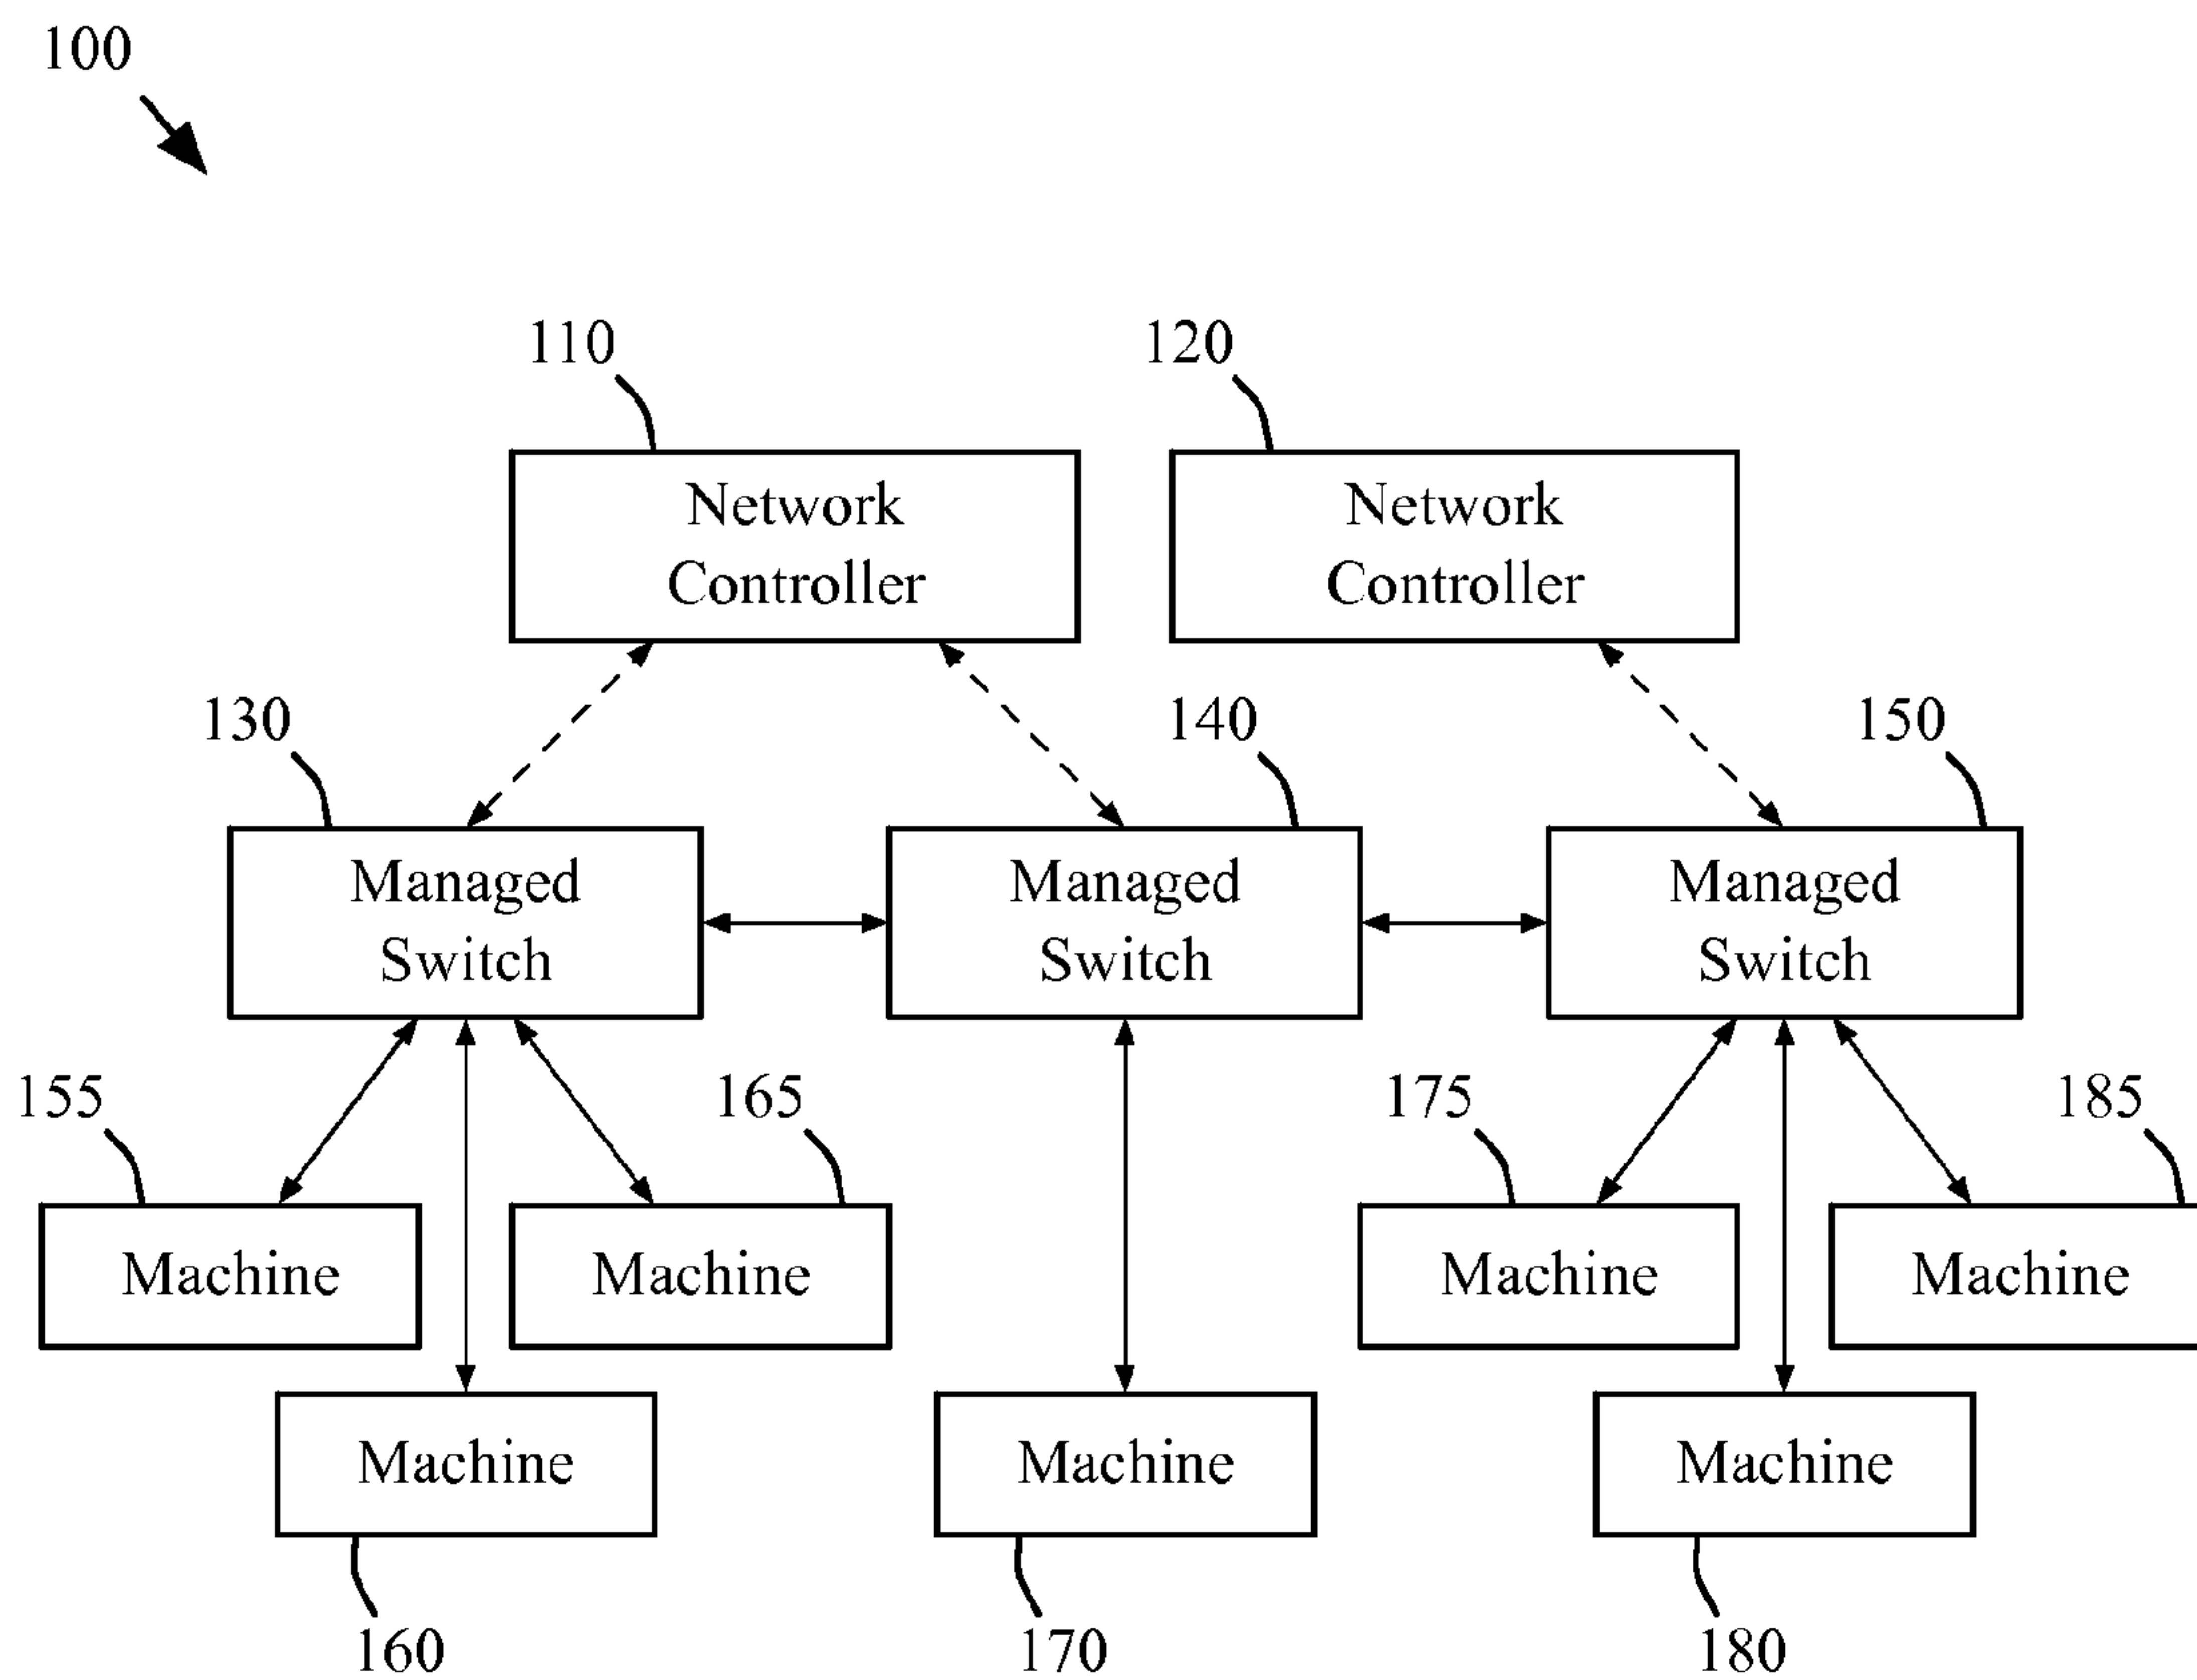 100
110
120
Network
Controller
Network
Controller
130
140
150
Managed
Switch
Managed
Switch
Managed
Switch
155
165
175
185
Machine
Machine
Machine
Machine
Machine
Machine
Machine
160
170
180